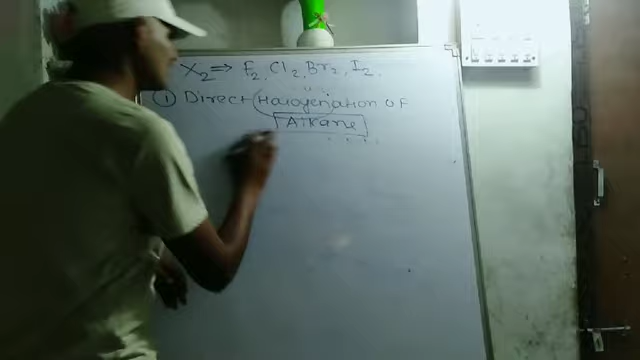 X₂ ⇒ F₂, Cl₂, Br₂, I₂.
① Direct Halogenation of
Alkane